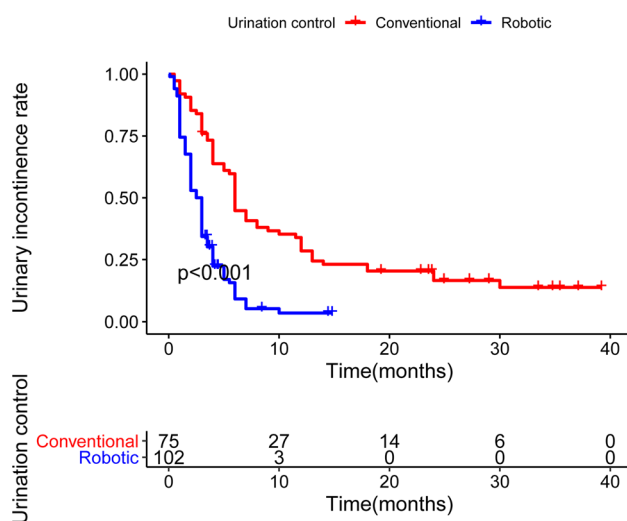 Urination control Conventional Robotic
Urinary incontinence rate
1.00
0.75
0.50
0.25
0.00
p<0.001
0 10 20 30 40
Time(months)
Urination control
Conventional 75 27 14 6 0
Robotic 102 3 0 0 0
0 10 20 30 40
Time(months)